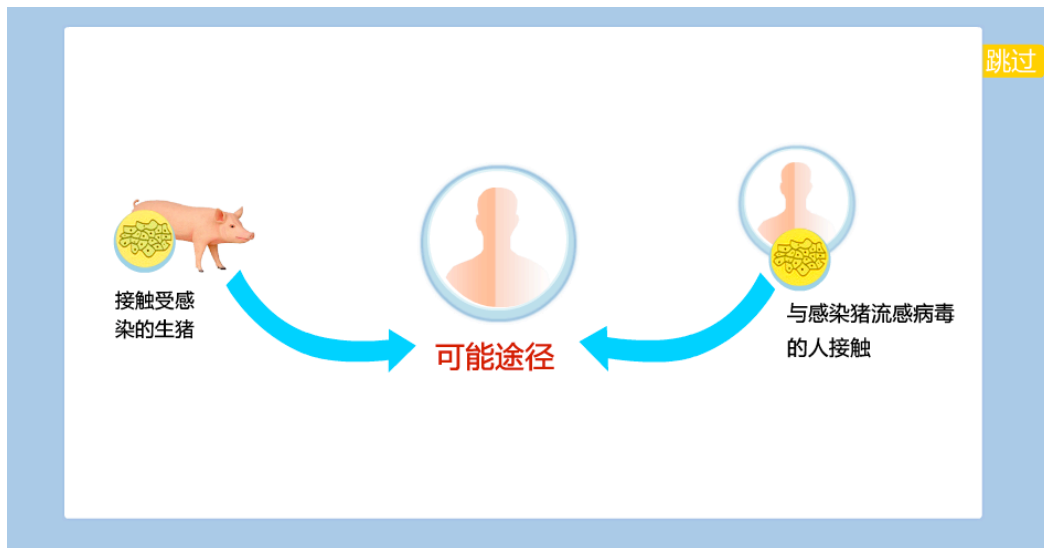 跳过
接触受感
染的生猪
可能途径
与感染猪流感病毒
的人接触